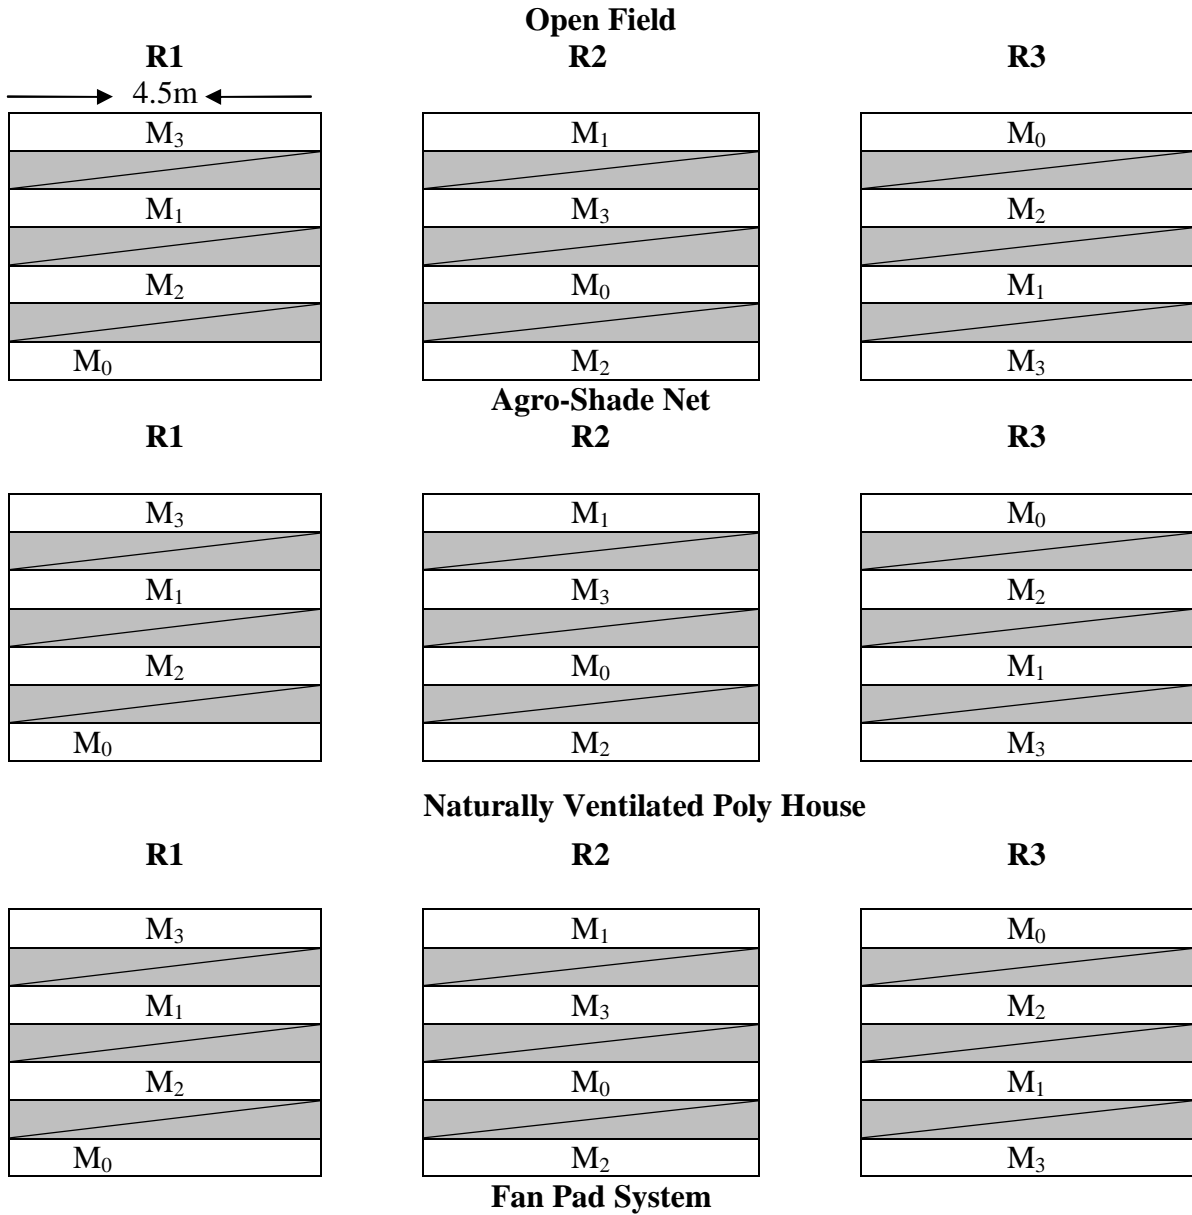 Open Field
R1 R2 R3
4.5m
M₃ M₁ M₀
M₁ M₃ M₂
M₂ M₀ M₁
M₀ M₂ M₃
Agro-Shade Net
R1 R2 R3
M₃ M₁ M₀
M₁ M₃ M₂
M₂ M₀ M₁
M₀ M₂ M₃
Naturally Ventilated Poly House
R1 R2 R3
M₃ M₁ M₀
M₁ M₃ M₂
M₂ M₀ M₁
M₀ M₂ M₃
Fan Pad System